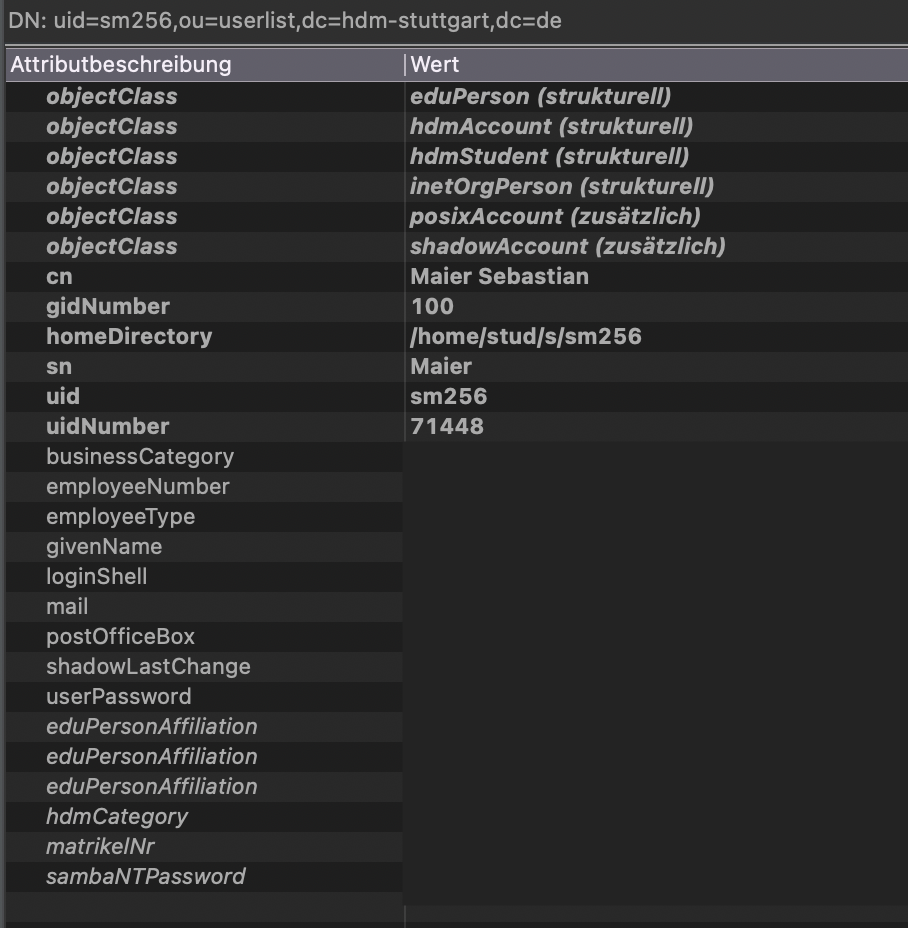 DN: uid=sm256,ou=userlist,dc=hdm-stuttgart,dc=de
Attributbeschreibung Wert
objectClass eduPerson (strukturell)
objectClass hdmAccount (strukturell)
objectClass hdmStudent (strukturell)
objectClass inetOrgPerson (strukturell)
objectClass posixAccount (zusätzlich)
objectClass shadowAccount (zusätzlich)
cn Maier Sebastian
gidNumber 100
homeDirectory /home/stud/s/sm256
sn Maier
uid sm256
uidNumber 71448
businessCategory
employeeNumber
employeeType
givenName
loginShell
mail
postOfficeBox
shadowLastChange
userPassword
eduPersonAffiliation
eduPersonAffiliation
eduPersonAffiliation
hdmCategory
matrikelNr
sambaNTPassword